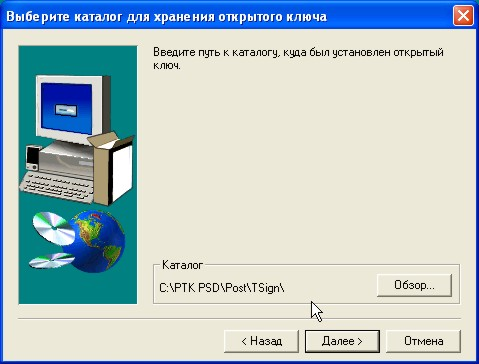 Выберите каталог для хранения открытого ключа
Введите путь к каталогу, куда был установлен открытый
ключ.
Каталог
C:\PTK PSD\Post\TSign\
Обзор...
< Назад
Далее >
Отмена